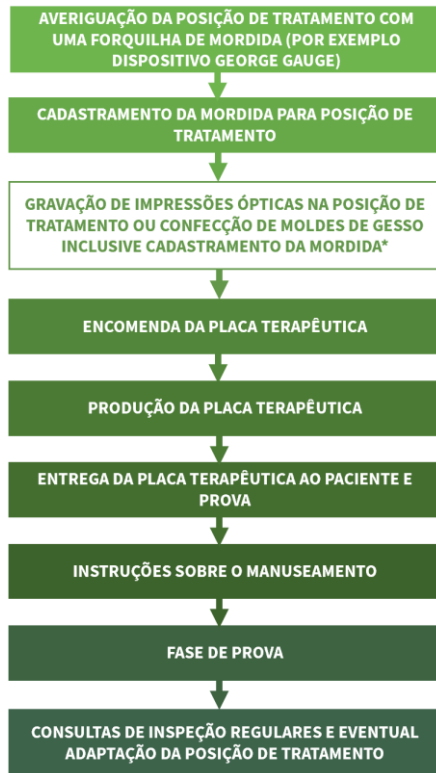 AVERIGUAÇÃO DA POSIÇÃO DE TRATAMENTO COM
UMA FORQUILHA DE MORDIDA (POR EXEMPLO
DISPOSITIVO GEORGE GAUGE)
CADASTRAMENTO DA MORDIDA PARA POSIÇÃO DE
TRATAMENTO
GRAVAÇÃO DE IMPRESSÕES ÓPTICAS NA POSIÇÃO DE
TRATAMENTO OU CONFECÇÃO DE MOLDES DE GESSO
INCLUSIVE CADASTRAMENTO DA MORDIDA*
ENCOMENDA DA PLACA TERAPÊUTICA
PRODUÇÃO DA PLACA TERAPÊUTICA
ENTREGA DA PLACA TERAPÊUTICA AO PACIENTE E
PROVA
INSTRUÇÕES SOBRE O MANUSEAMENTO
FASE DE PROVA
CONSULTAS DE INSPEÇÃO REGULARES E EVENTUAL
ADAPTAÇÃO DA POSIÇÃO DE TRATAMENTO